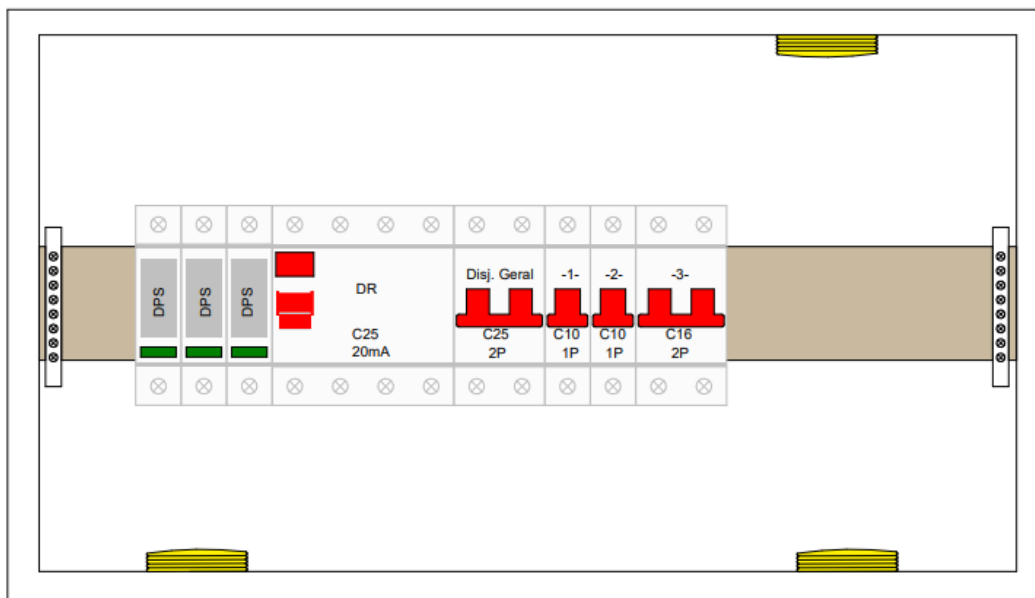 DPS
DPS
DPS
DR
C25
20mA
Disj. Geral
C25
2P
-1-
C10
1P
-2-
C10
1P
-3-
C16
2P